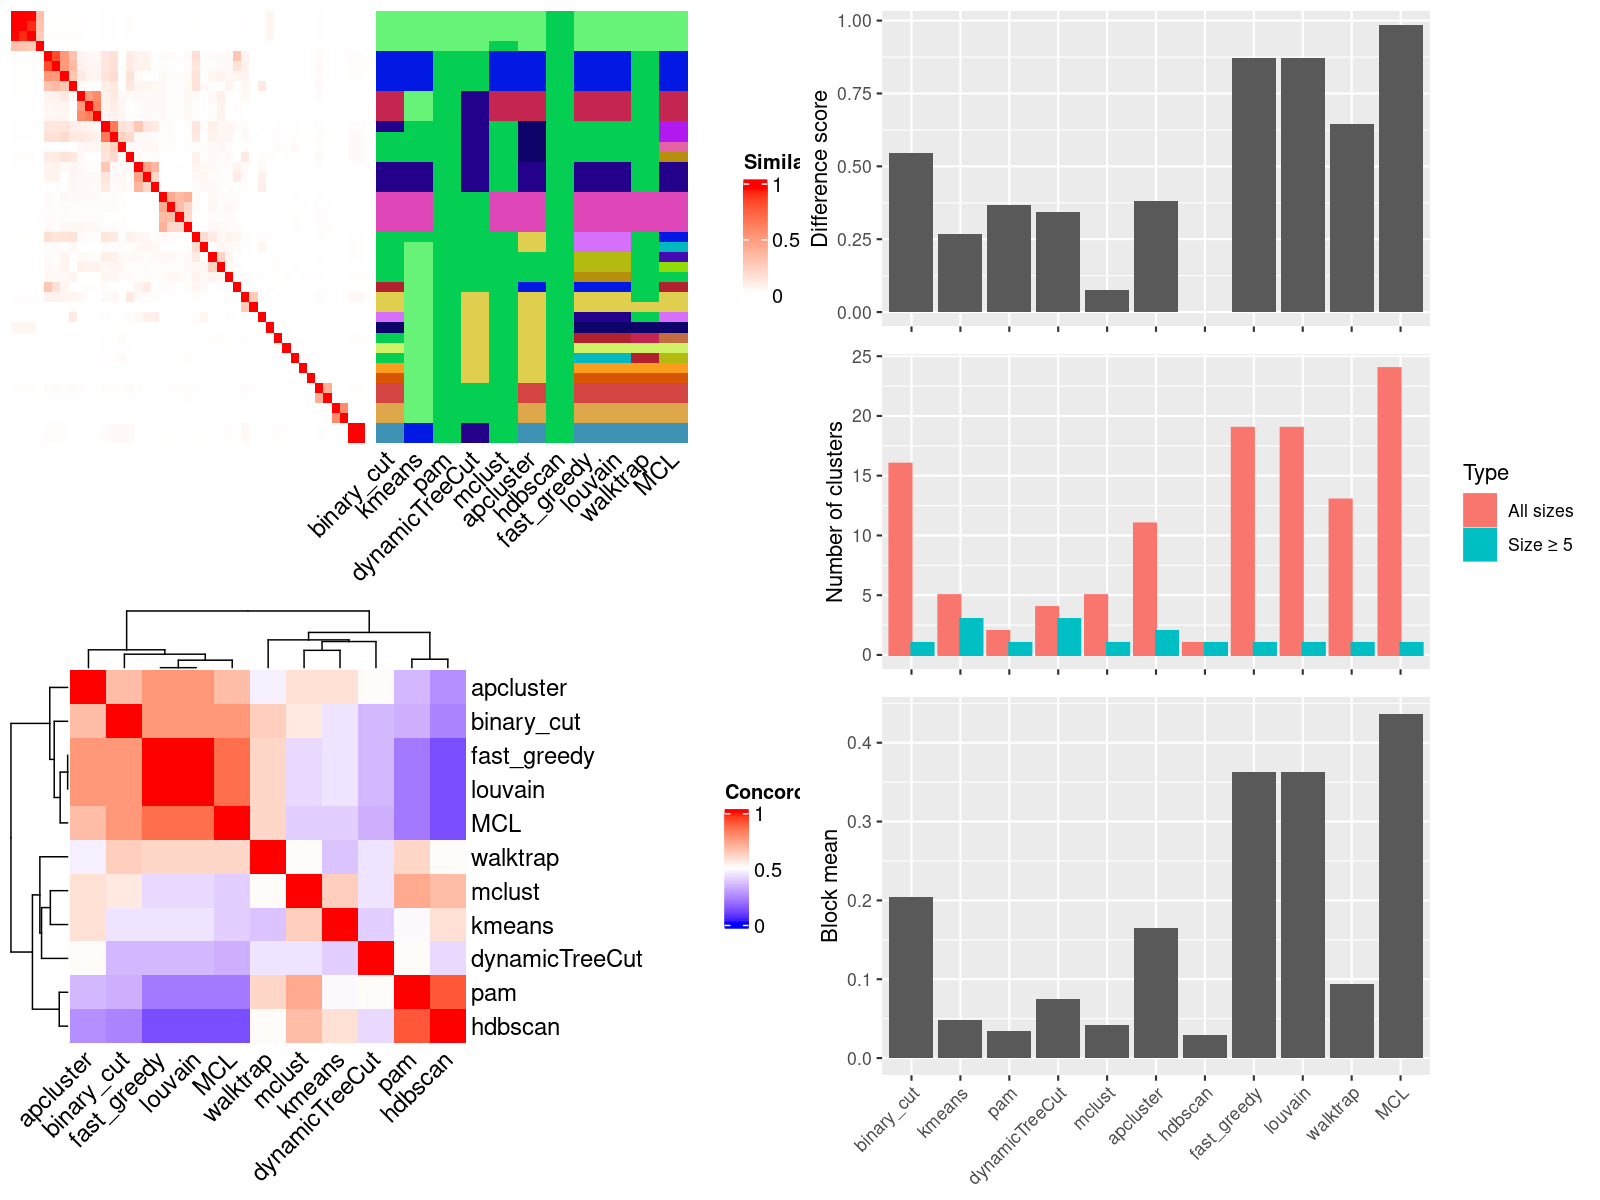 Simila
1
0.5
0
binary_cut
kmeans
pam
dynamicTreeCut
mclust
apcluster
hdbscan
fast_greedy
louvain
walktrap
MCL
Difference score
1.00
0.75
0.50
0.25
0.00
Number of clusters
25
20
15
10
5
0
Type
All sizes
Size ≥ 5
apcluster
binary_cut
fast_greedy
louvain
MCL
walktrap
mclust
kmeans
dynamicTreeCut
pam
hdbscan
apcluster
binary_cut
fast_greedy
louvain
MCL
walktrap
mclust
kmeans
dynamicTreeCut
pam
hdbscan
Concord
1
0.5
0
Block mean
0.4
0.3
0.2
0.1
0.0
binary_cut
kmeans
pam
dynamicTreeCut
mclust
apcluster
hdbscan
fast_greedy
louvain
walktrap
MCL